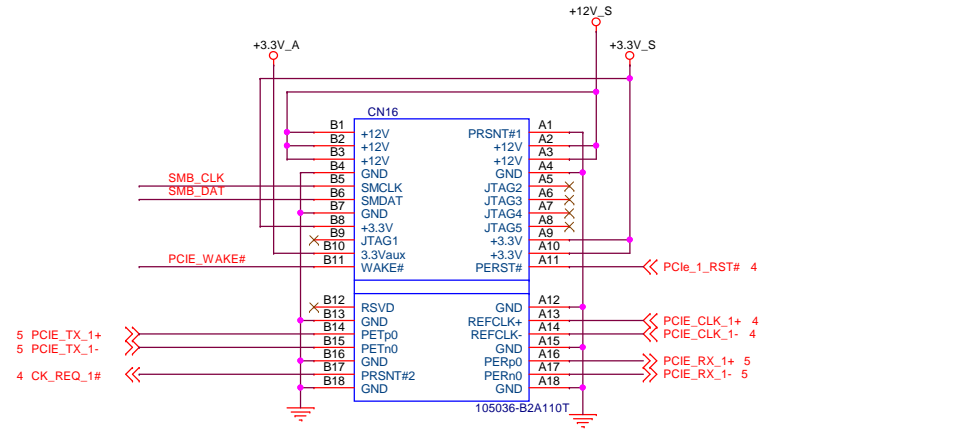 +12V_S
+3.3V_A
+3.3V_S
CN16
B1 +12V PRSNT#1 A1
B2 +12V +12V A2
B3 +12V +12V A3
B4 GND GND A4
SMB_CLK B5 SMCLK JTAG2 A5
SMB_DAT B6 SMDAT JTAG3 A6
B7 GND JTAG4 A7
B8 +3.3V JTAG5 A8
B9 JTAG1 +3.3V A9
B10 3.3Vaux +3.3V A10
PCIE_WAKE# B11 WAKE# PERST# A11 PCIe_1_RST# 4
B12 RSVD GND A12
B13 GND REFCLK+ A13 PCIE_CLK_1+ 4
5 PCIE_TX_1+ B14 PETp0 REFCLK- A14 PCIE_CLK_1- 4
5 PCIE_TX_1- B15 PETn0 GND A15
B16 GND PERp0 A16 PCIE_RX_1+ 5
4 CK_REQ_1# B17 PRSNT#2 PERn0 A17 PCIE_RX_1- 5
B18 GND GND A18
105036-B2A110T